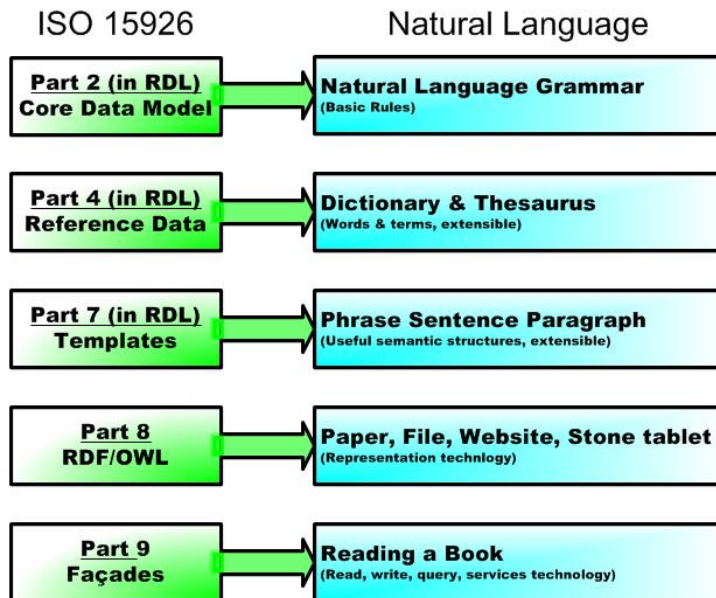 ISO 15926
Natural Language
Part 2 (in RDL)
Core Data Model
Natural Language Grammar
(Basic Rules)
Part 4 (in RDL)
Reference Data
Dictionary & Thesaurus
(Words & terms, extensible)
Part 7 (in RDL)
Templates
Phrase Sentence Paragraph
(Useful semantic structures, extensible)
Part 8
RDF/OWL
Paper, File, Website, Stone tablet
(Representation technlogy)
Part 9
Façades
Reading a Book
(Read, write, query, services technology)